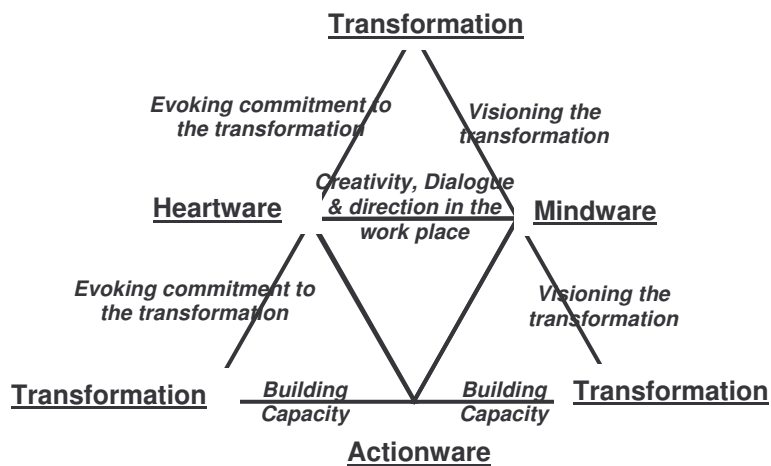 Transformation
Evoking commitment to
the transformation
Visioning the
transformation
Creativity, Dialogue
& direction in the
work place
Heartware
Mindware
Evoking commitment to
the transformation
Visioning the
transformation
Transformation
Building
Capacity
Building
Capacity
Transformation
Actionware